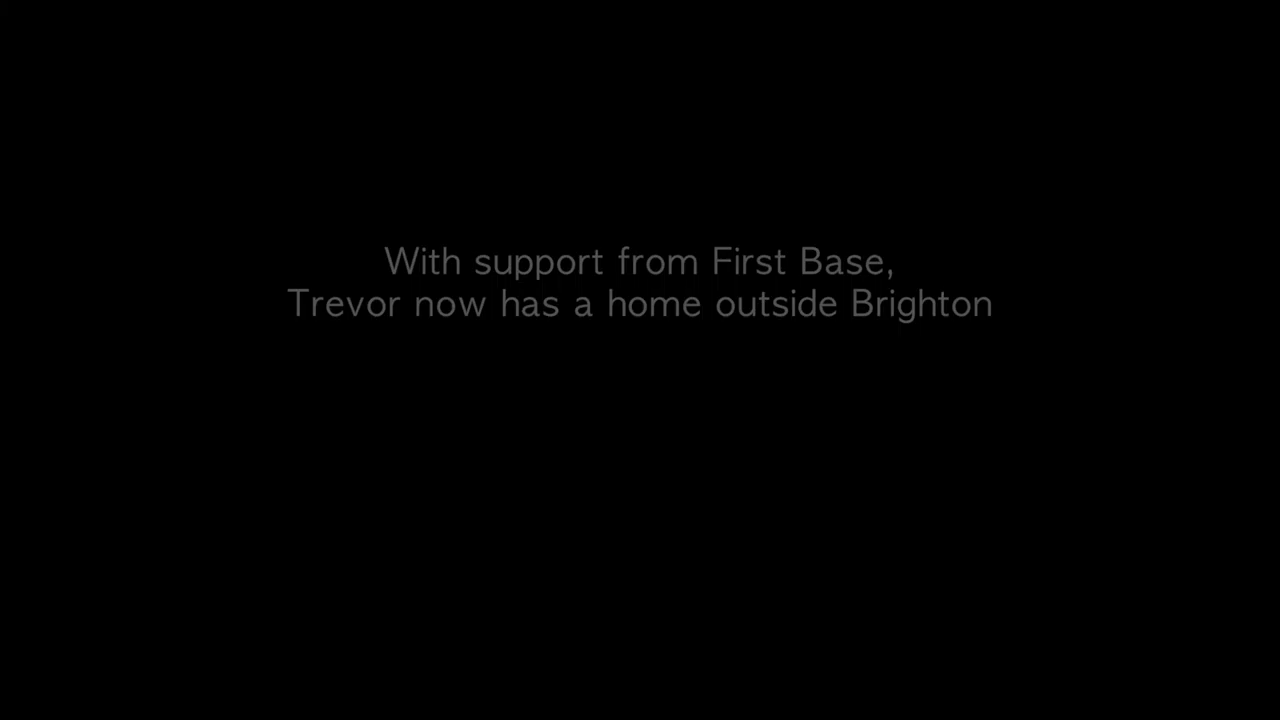 With support from First Base,
Trevor now has a home outside Brighton